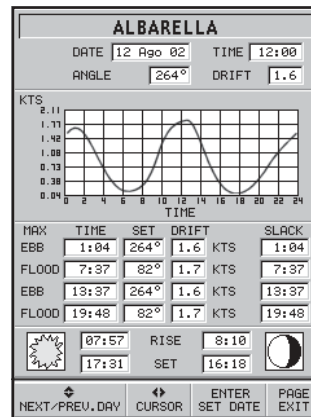 ALBARELLA
DATE 12 Ago 02 TIME 12:00
ANGLE 264° DRIFT 1.6
KTS
2.11
1.77
1.42
1.08
0.73
0.38
0.04
0 2 4 6 8 10 12 14 16 18 20 22 24
TIME
MAX TIME SET DRIFT SLACK
EBB 1:04 264° 1.6 KTS 1:04
FLOOD 7:37 82° 1.7 KTS 7:37
EBB 13:37 264° 1.6 KTS 13:37
FLOOD 19:48 82° 1.7 KTS 19:48
07:57 RISE 8:10
17:31 SET 16:18
NEXT/PREV.DAY CURSOR ENTER SET DATE PAGE EXIT